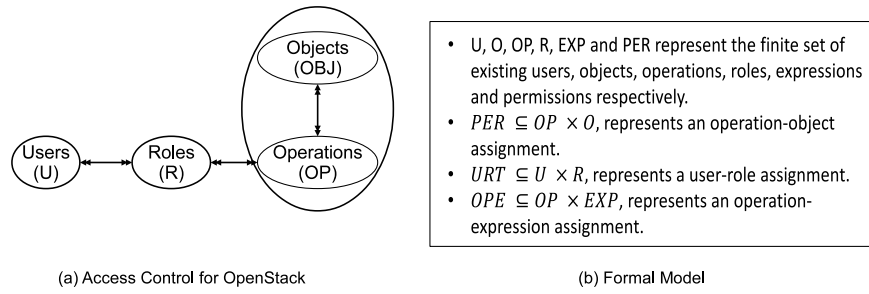 Objects
(OBJ)
Users
(U)
Roles
(R)
Operations
(OP)
(a) Access Control for OpenStack
• U, O, OP, R, EXP and PER represent the finite set of
existing users, objects, operations, roles, expressions
and permissions respectively.
• PER ⊆ OP × O, represents an operation-object
assignment.
• URT ⊆ U × R, represents a user-role assignment.
• OPE ⊆ OP × EXP, represents an operation-
expression assignment.
(b) Formal Model